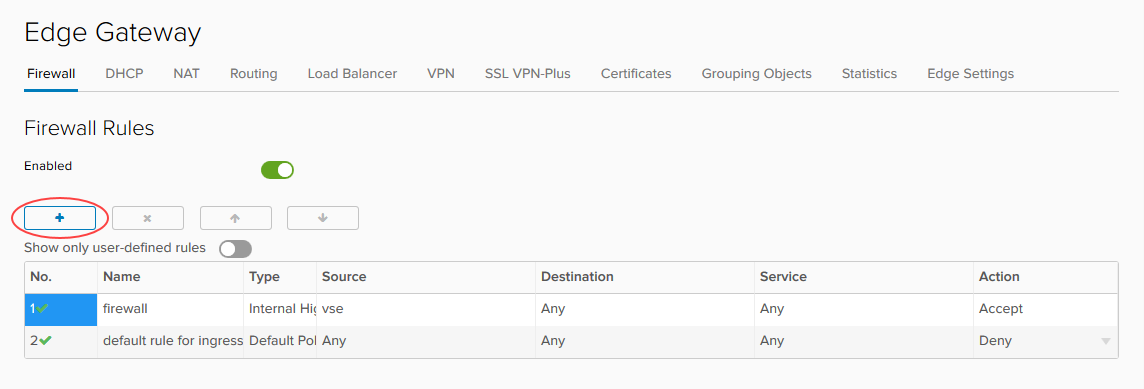 Edge Gateway
Firewall DHCP NAT Routing Load Balancer VPN SSL VPN-Plus Certificates Grouping Objects Statistics Edge Settings
Firewall Rules
Enabled
Show only user-defined rules
No. Name Type Source Destination Service Action
1 firewall Internal Hig vse Any Any Accept
2 default rule for ingress Default Pol Any Any Any Deny